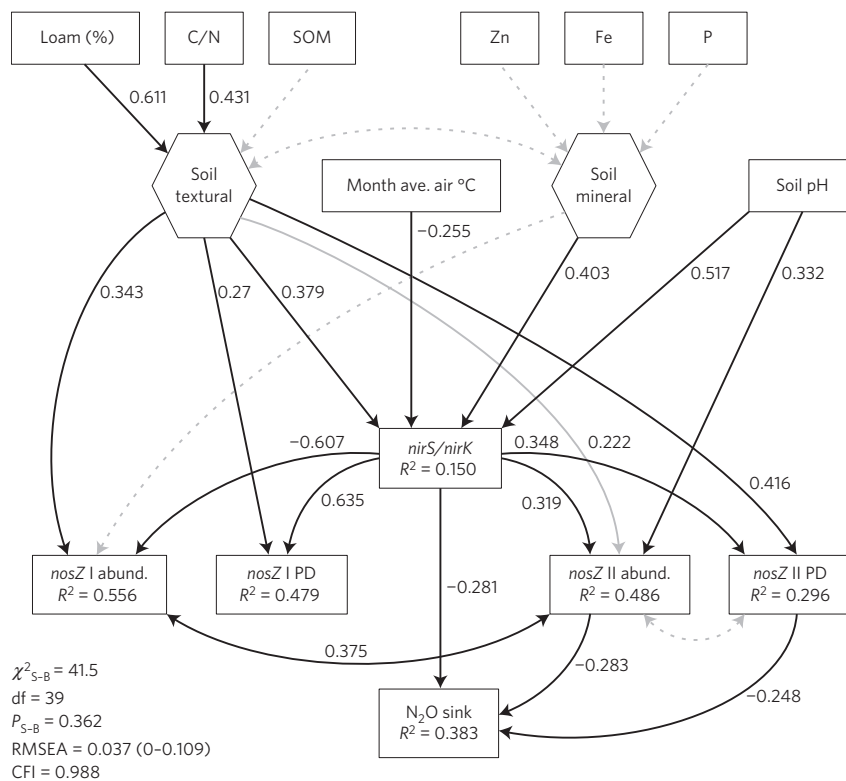 Loam (%)
C/N
SOM
Zn
Fe
P
0.611
0.431
Soil
textural
Month ave. air °C
Soil
mineral
Soil pH
−0.255
0.343
0.27
0.379
0.403
0.517
0.332
−0.607
nirS/nirK
R² = 0.150
0.348
0.222
0.635
0.319
0.416
nosZ I abund.
R² = 0.556
nosZ I PD
R² = 0.479
nosZ II abund.
R² = 0.486
nosZ II PD
R² = 0.296
−0.281
0.375
−0.283
−0.248
N₂O sink
R² = 0.383
χ²S–B = 41.5
df = 39
PS–B = 0.362
RMSEA = 0.037 (0–0.109)
CFI = 0.988